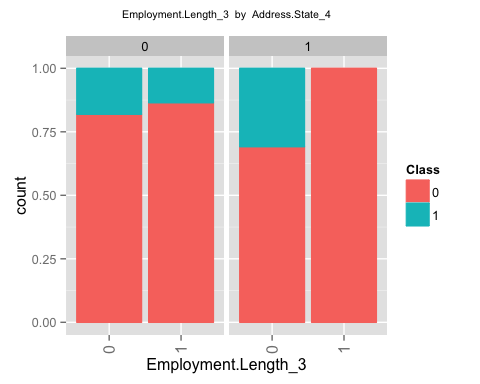 Employment.Length_3 by Address.State_4
0 1
1.00
0.75
0.50
0.25
0.00
count
0 1 0 1
Employment.Length_3
Class
0
1